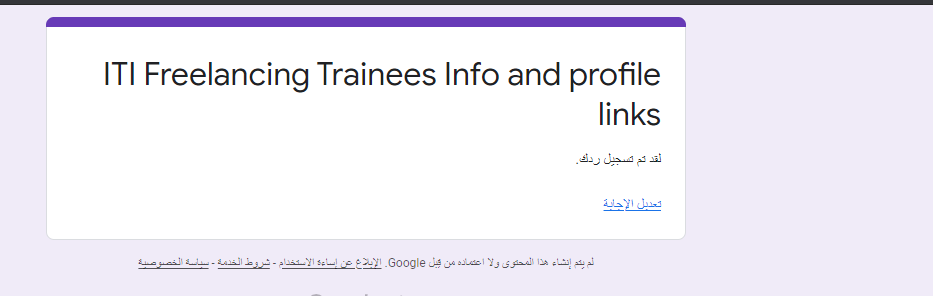 ITI Freelancing Trainees Info and profile
links
لقد تم تسجيل ردك.
تعديل الإجابة
لم يتم إنشاء هذا المحتوى ولا اعتماده من قِبل Google. الإبلاغ عن إساءة الاستخدام - شروط الخدمة - سياسة الخصوصية